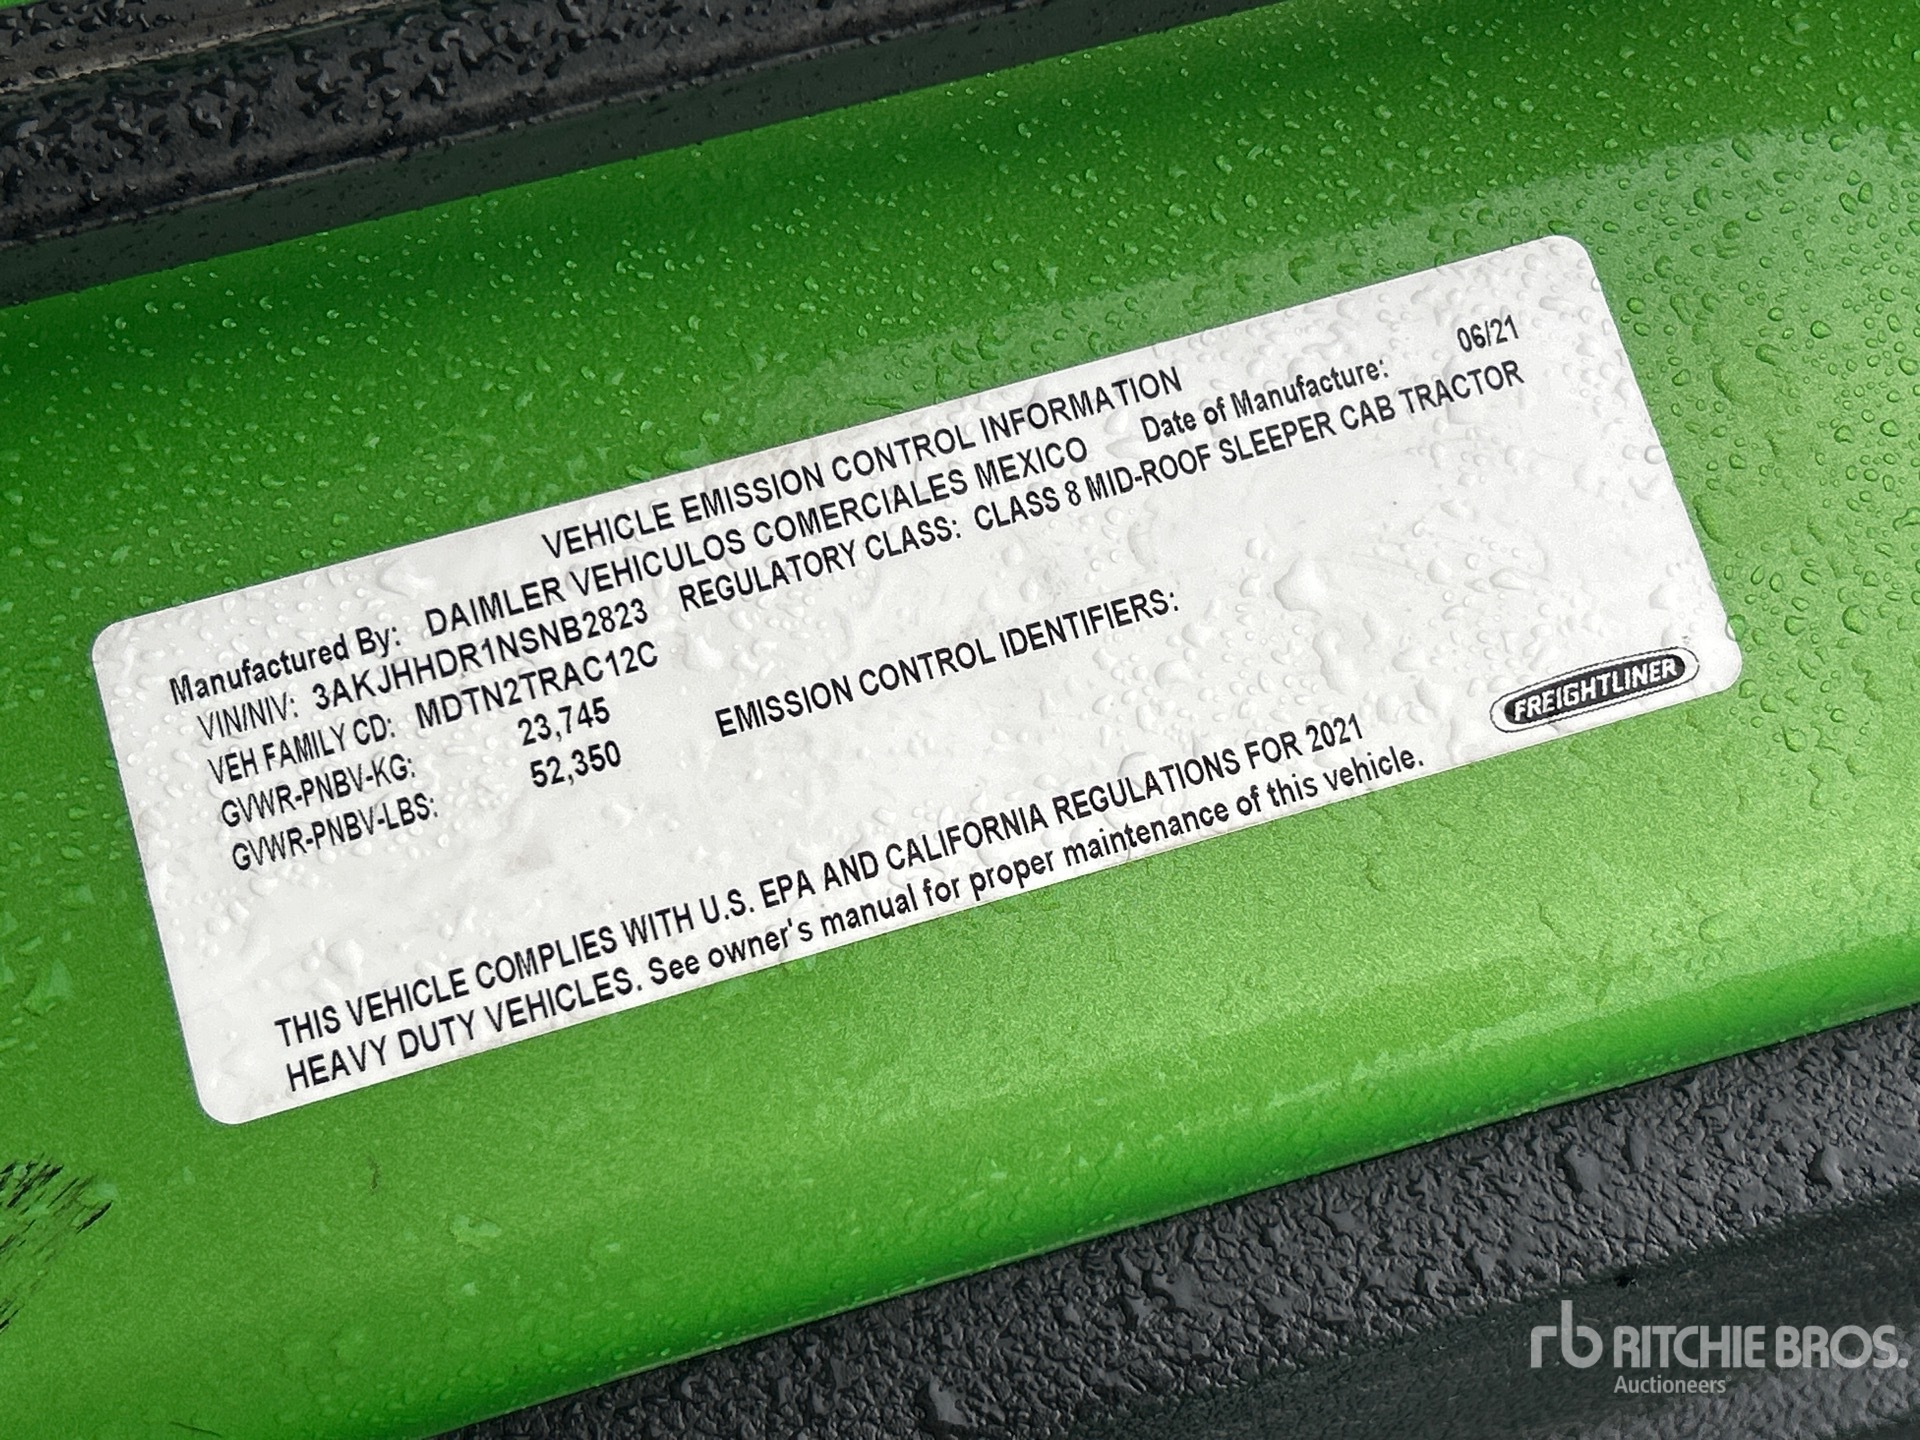 VEHICLE EMISSION CONTROL INFORMATION
Manufactured By: DAIMLER VEHICULOS COMERCIALES MEXICO Date of Manufacture: 06/21
VIN/NIV: 3AKJHHDR1NSNB2823 REGULATORY CLASS: CLASS 8 MID-ROOF SLEEPER CAB TRACTOR
VEH FAMILY CD: MDTN2TRAC12C
GVWR-PNBV-KG: 23,745 EMISSION CONTROL IDENTIFIERS:
GVWR-PNBV-LBS: 52,350
FREIGHTLINER
THIS VEHICLE COMPLIES WITH U.S. EPA AND CALIFORNIA REGULATIONS FOR 2021
HEAVY DUTY VEHICLES. See owner's manual for proper maintenance of this vehicle.
rb RITCHIE BROS.
Auctioneers